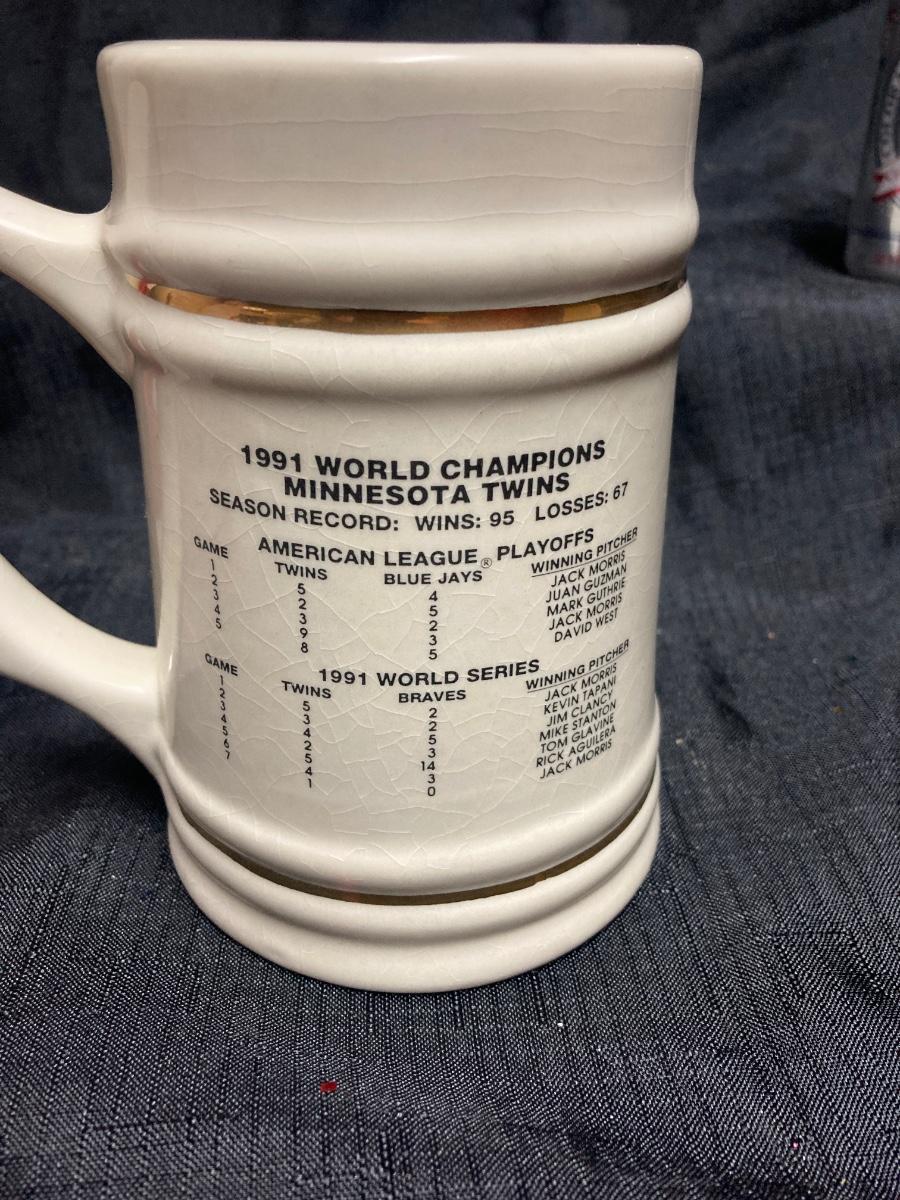 1991 WORLD CHAMPIONS
MINNESOTA TWINS
SEASON RECORD: WINS: 95 LOSSES: 67
AMERICAN LEAGUE® PLAYOFFS
GAME TWINS BLUE JAYS WINNING PITCHER
1 5 4 JACK MORRIS
2 2 5 JUAN GUZMAN
3 3 2 MARK GUTHRIE
4 9 3 JACK MORRIS
5 8 5 DAVID WEST
1991 WORLD SERIES
GAME TWINS BRAVES WINNING PITCHER
1 5 2 JACK MORRIS
2 3 2 KEVIN TAPANI
3 4 5 JIM CLANCY
4 2 3 MIKE STANTON
5 5 14 TOM GLAVINE
6 4 3 RICK AGUILERA
7 1 0 JACK MORRIS